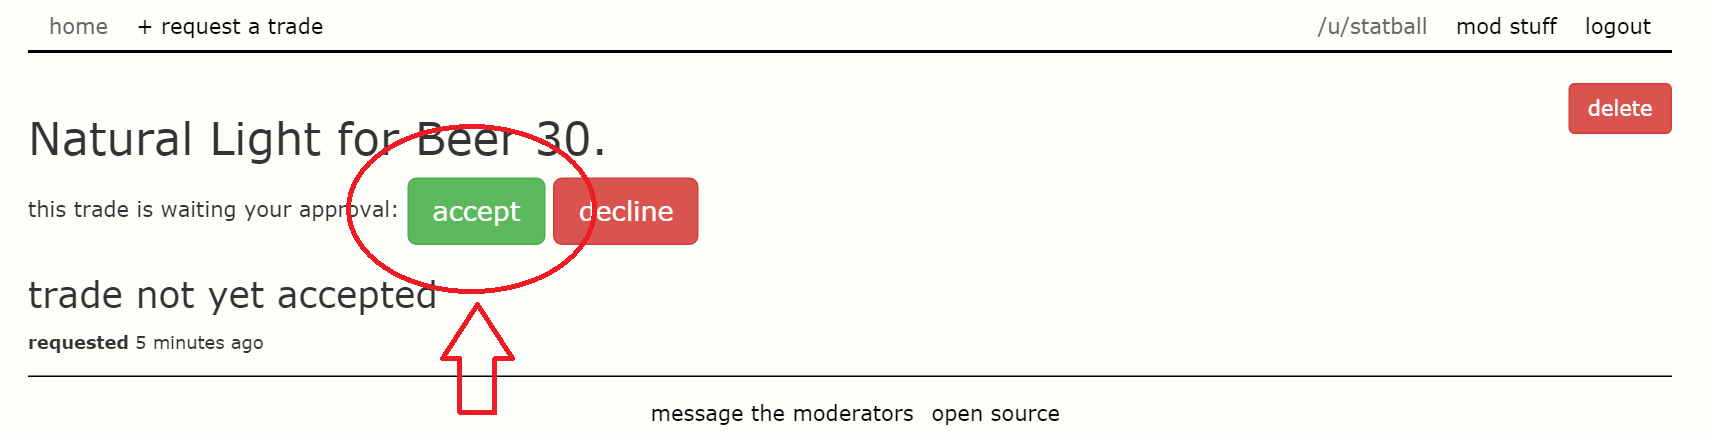 home + request a trade /u/statball mod stuff logout
delete
Natural Light for Beer 30.
this trade is waiting your approval: accept decline
trade not yet accepted
requested 5 minutes ago
message the moderators open source